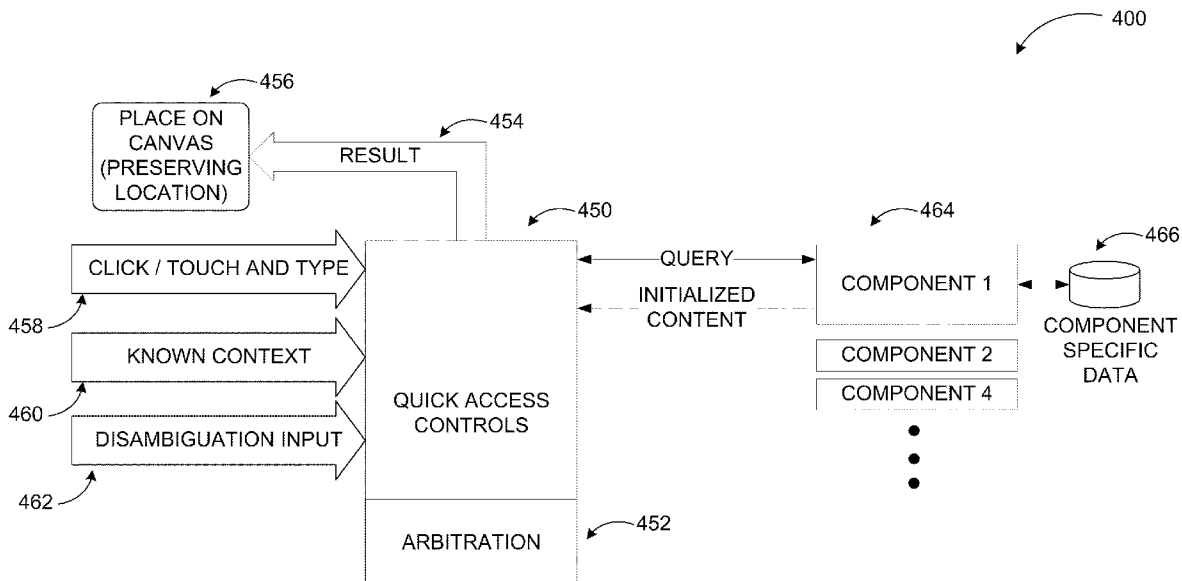 400
456
PLACE ON
CANVAS
(PRESERVING
LOCATION)
454
RESULT
450
464
466
CLICK / TOUCH AND TYPE
458
QUERY
INITIALIZED
CONTENT
COMPONENT 1
COMPONENT
SPECIFIC
DATA
KNOWN CONTEXT
460
COMPONENT 2
COMPONENT 4
QUICK ACCESS
CONTROLS
DISAMBIGUATION INPUT
462
ARBITRATION
452